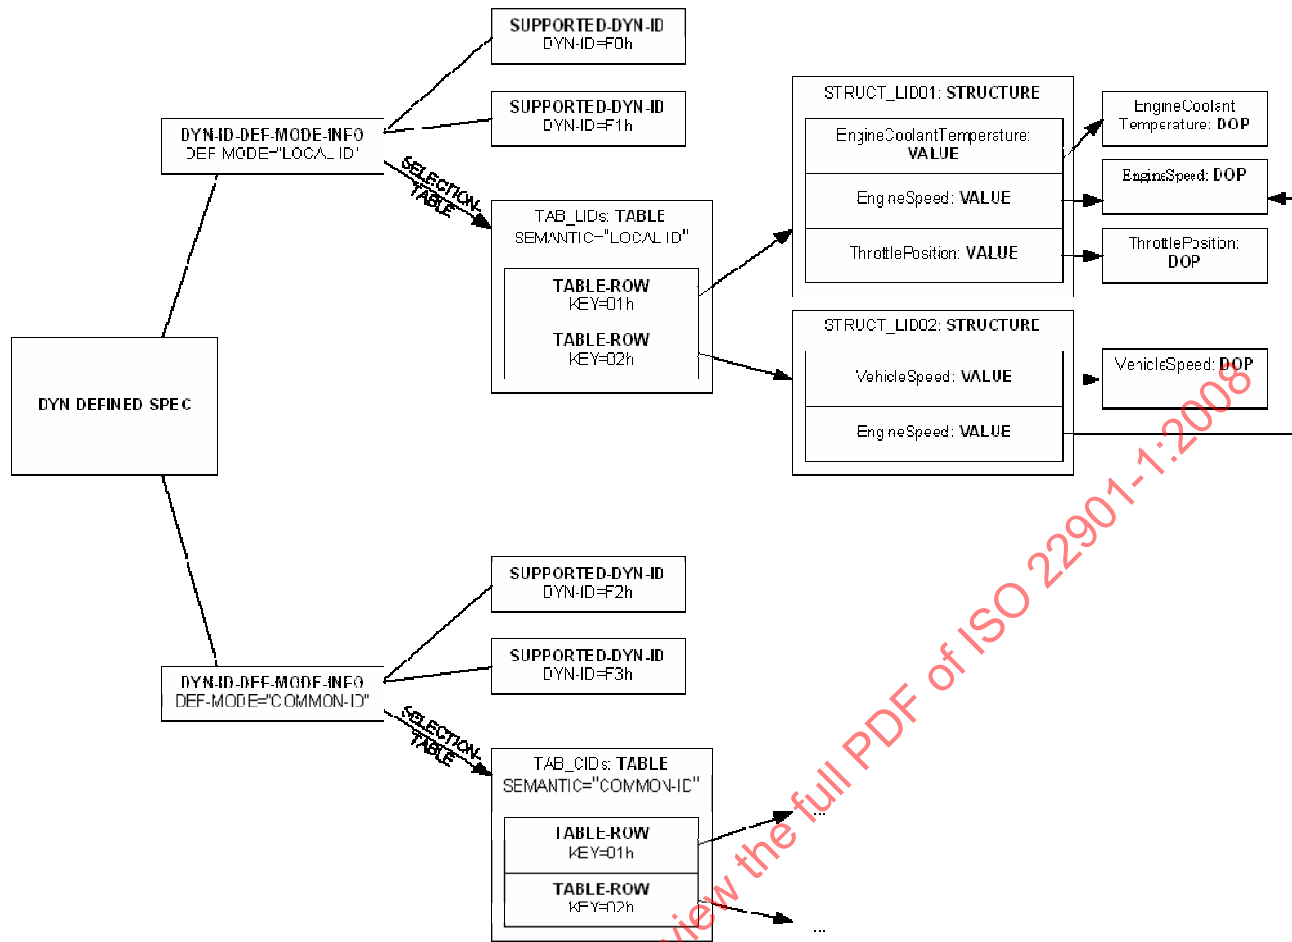 SUPPORTED-DYN-ID
DYN-ID=F0h
SUPPORTED-DYN-ID
DYN-ID=F1h
DYN-ID-DEF-MODE-INFO
DEF-MODE="LOCAL-ID"
SELECTION-
TABLE
TAB_LIDs: TABLE
SEMANTIC="LOCAL-ID"
TABLE-ROW
KEY=01h
TABLE-ROW
KEY=02h
STRUCT_LID01: STRUCTURE
EngineCoolantTemperature:
VALUE
EngineSpeed: VALUE
ThrottlePosition: VALUE
EngineCoolant
Temperature: DOP
EngineSpeed: DOP
ThrottlePosition:
DOP
STRUCT_LID02: STRUCTURE
VehicleSpeed: VALUE
EngineSpeed: VALUE
VehicleSpeed: DOP
DYN DEFINED SPEC
SUPPORTED-DYN-ID
DYN-ID=F2h
SUPPORTED-DYN-ID
DYN-ID=F3h
DYN-ID-DEF-MODE-INFO
DEF-MODE="COMMON-ID"
SELECTION-
TABLE
TAB_CIDs: TABLE
SEMANTIC="COMMON-ID"
TABLE-ROW
KEY=01h
TABLE-ROW
KEY=02h
...
...
view the full PDF of ISO 22901-1:2008